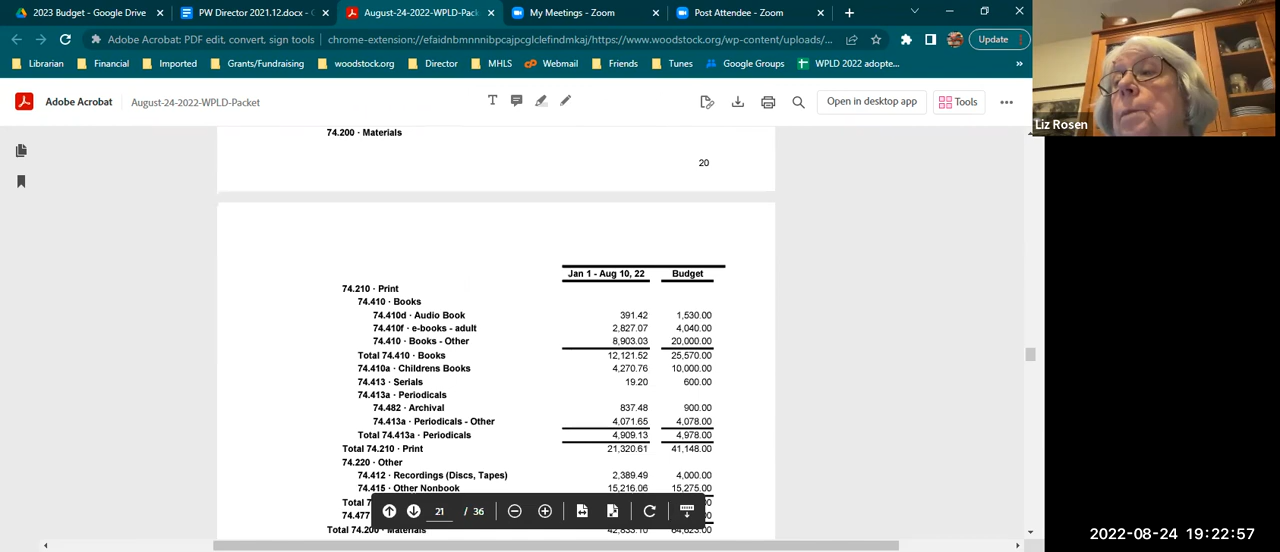 2023 Budget - Google Drive
PW Director 2021.12.docx -
August-24-2022-WPLD-Pack
My Meetings - Zoom
Post Attendee - Zoom
Adobe Acrobat: PDF edit, convert, sign tools | chrome-extension://efaidnbmnnnibpcajpcglclefindmkaj/https://www.woodstock.org/wp-content/uploads/...
Update
Librarian Financial Imported Grants/Fundraising woodstock.org Director MHLS Webmail Friends Tunes Google Groups WPLD 2022 adopte... »
Adobe Acrobat August-24-2022-WPLD-Packet
Open in desktop app
Tools
Liz Rosen
74.200 · Materials
20
Jan 1 - Aug 10, 22 Budget
74.210 · Print
74.410 · Books
74.410d · Audio Book 391.42 1,530.00
74.410f · e-books - adult 2,827.07 4,040.00
74.410 · Books - Other 8,903.03 20,000.00
Total 74.410 · Books 12,121.52 25,570.00
74.410a · Childrens Books 4,270.76 10,000.00
74.413 · Serials 19.20 600.00
74.413a · Periodicals
74.482 · Archival 837.48 900.00
74.413a · Periodicals - Other 4,071.65 4,078.00
Total 74.413a · Periodicals 4,909.13 4,978.00
Total 74.210 · Print 21,320.61 41,148.00
74.220 · Other
74.412 · Recordings (Discs, Tapes) 2,389.49 4,000.00
74.415 · Other Nonbook 15,216.06 15,275.00
Total 7
74.477
21 / 36
Total 74.200 · Materials 42,833.10 64,623.00
2022-08-24 19:22:57